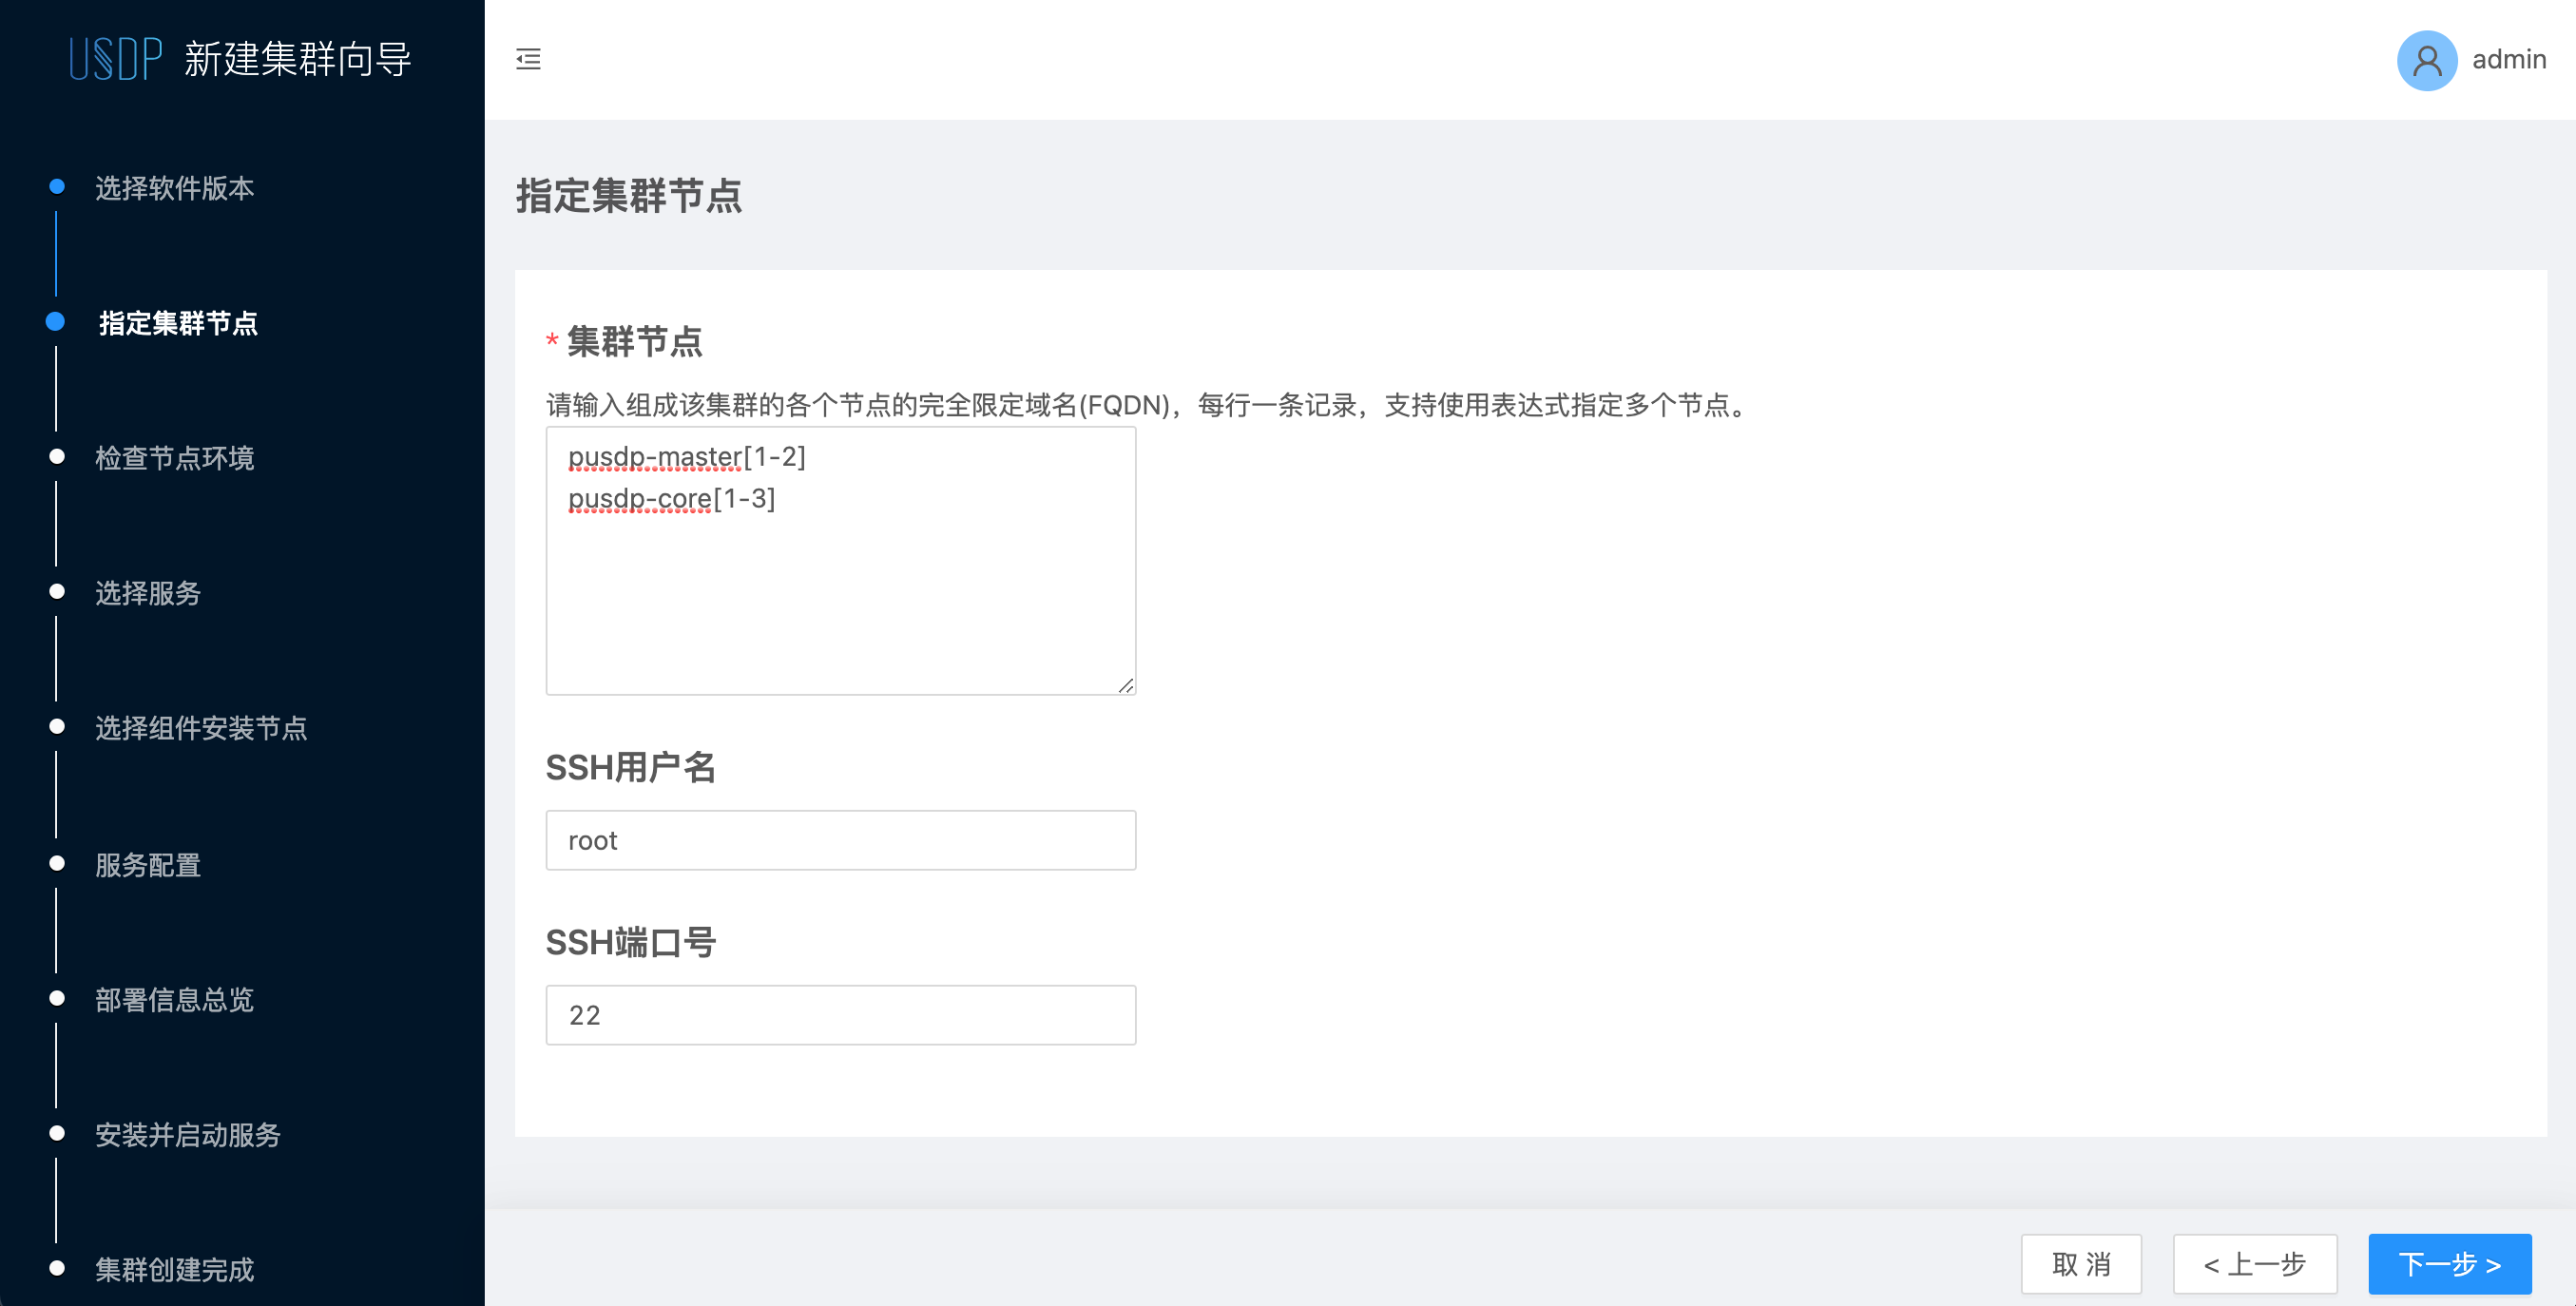 USDP 新建集群向导
选择软件版本
指定集群节点
检查节点环境
选择服务
选择组件安装节点
服务配置
部署信息总览
安装并启动服务
集群创建完成
admin
指定集群节点
* 集群节点
请输入组成该集群的各个节点的完全限定域名(FQDN)，每行一条记录，支持使用表达式指定多个节点。
pusdp-master[1-2]
pusdp-core[1-3]
SSH用户名
root
SSH端口号
22
取 消
< 上一步
下一步 >